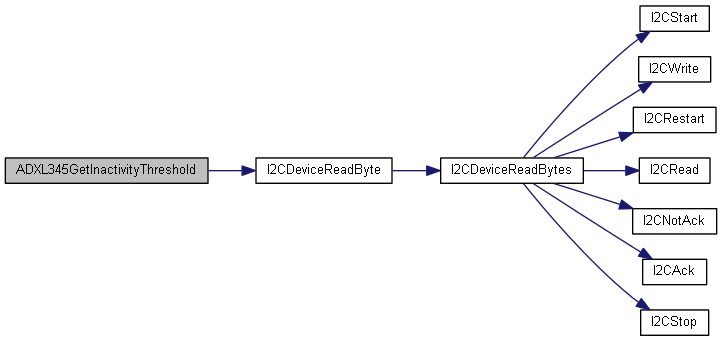 I2CStart
I2CWrite
I2CRestart
ADXL345GetInactivityThreshold
I2CDeviceReadByte
I2CDeviceReadBytes
I2CRead
I2CNotAck
I2CAck
I2CStop